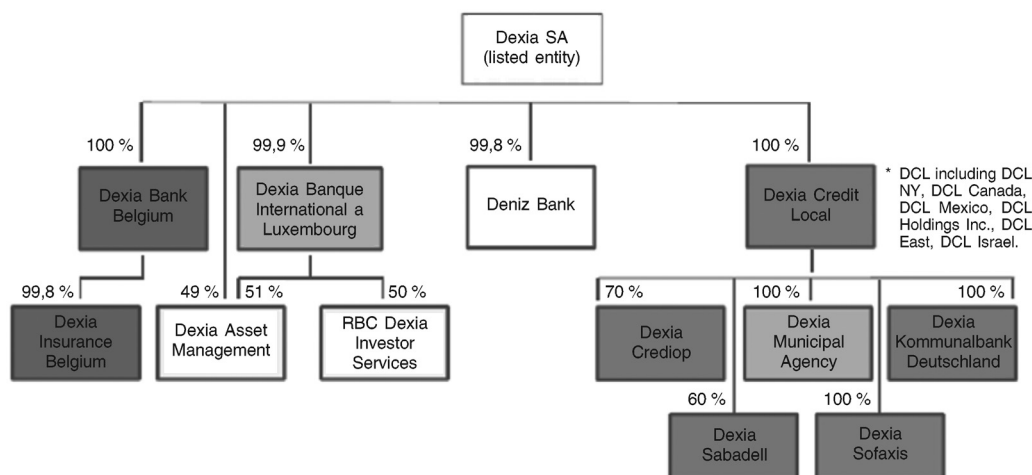 Dexia SA
(listed entity)
100 %
99,9 %
99,8 %
100 %
Dexia Bank
Belgium
Dexia Banque
International a
Luxembourg
Deniz Bank
Dexia Credit
Local
* DCL including DCL
NY, DCL Canada,
DCL Mexico, DCL
Holdings Inc., DCL
East, DCL Israel.
99,8 %
49 %
51 %
50 %
70 %
100 %
100 %
Dexia
Insurance
Belgium
Dexia Asset
Management
RBC Dexia
Investor
Services
Dexia
Crediop
Dexia
Municipal
Agency
Dexia
Kommunalbank
Deutschland
60 %
100 %
Dexia
Sabadell
Dexia
Sofaxis